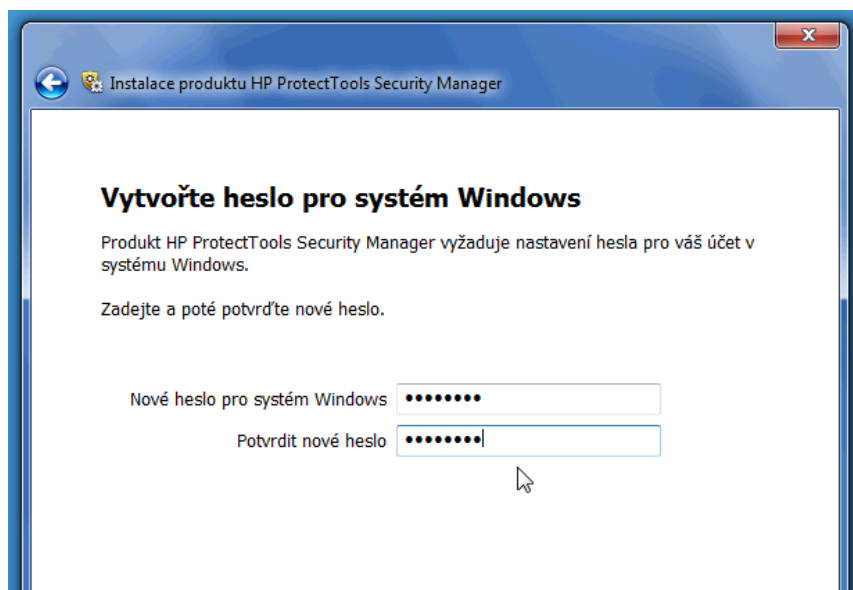 Instalace produktu HP ProtectTools Security Manager
Vytvořte heslo pro systém Windows
Produkt HP ProtectTools Security Manager vyžaduje nastavení hesla pro váš účet v
systému Windows.
Zadejte a poté potvrďte nové heslo.
Nové heslo pro systém Windows ••••••••
Potvrdit nové heslo ••••••••